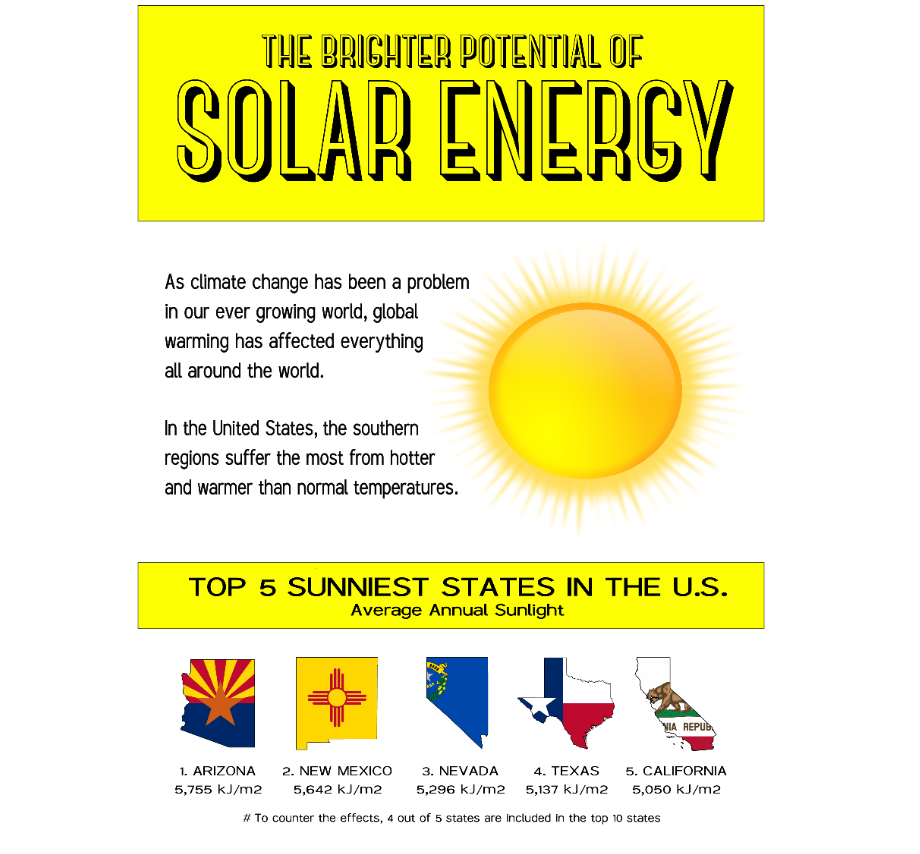 THE BRIGHTER POTENTIAL OF
SOLAR ENERGY
As climate change has been a problem
in our ever growing world, global
warming has affected everything
all around the world.
In the United States, the southern
regions suffer the most from hotter
and warmer than normal temperatures.
TOP 5 SUNNIEST STATES IN THE U.S.
Average Annual Sunlight
NIA REPUB
1. ARIZONA 2. NEW MEXICO 3. NEVADA 4. TEXAS 5. CALIFORNIA
5,755 kJ/m2 5,642 kJ/m2 5,296 kJ/m2 5,137 kJ/m2 5,050 kJ/m2
# To counter the effects, 4 out of 5 states are included in the top 10 states